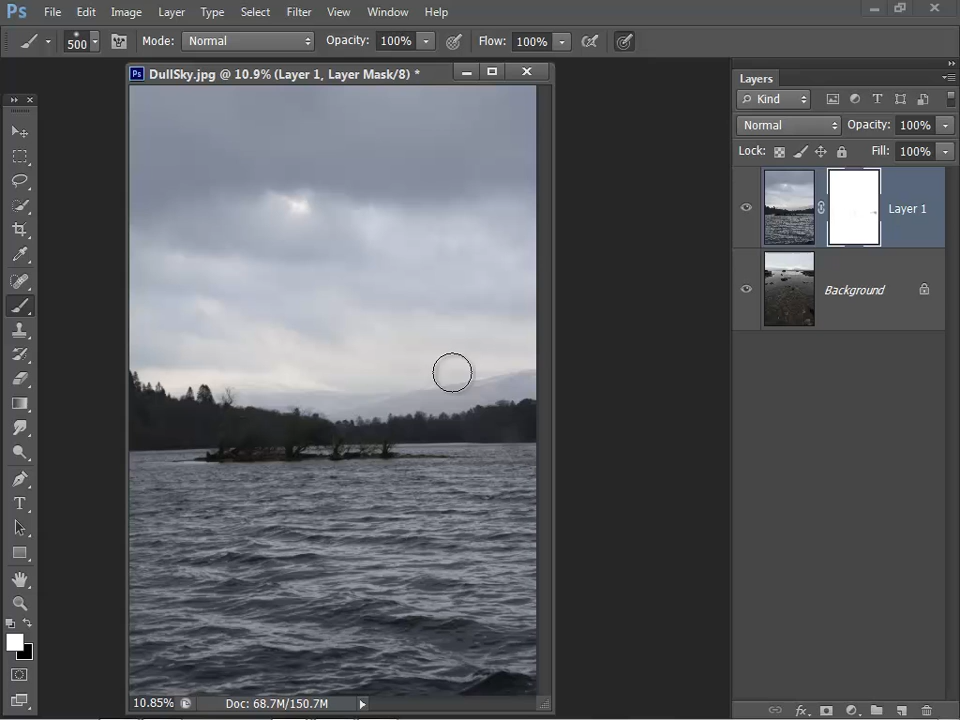 Ps File Edit Image Layer Type Select Filter View Window Help
500 Mode: Normal Opacity: 100% Flow: 100%
Ps DullSky.jpg @ 10.9% (Layer 1, Layer Mask/8) *
Layers
Kind
Normal Opacity: 100%
Lock: Fill: 100%
Layer 1
Background
10.85% Doc: 68.7M/150.7M